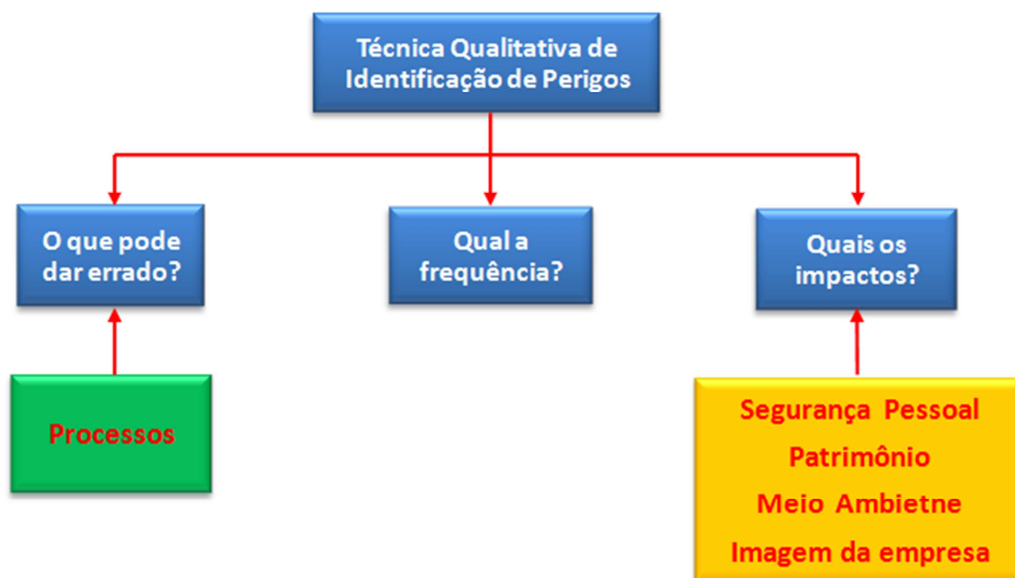 Técnica Qualitativa de
Identificação de Perigos
O que pode
dar errado?
Qual a
frequência?
Quais os
impactos?
Processos
Segurança Pessoal
Patrimônio
Meio Ambietne
Imagem da empresa